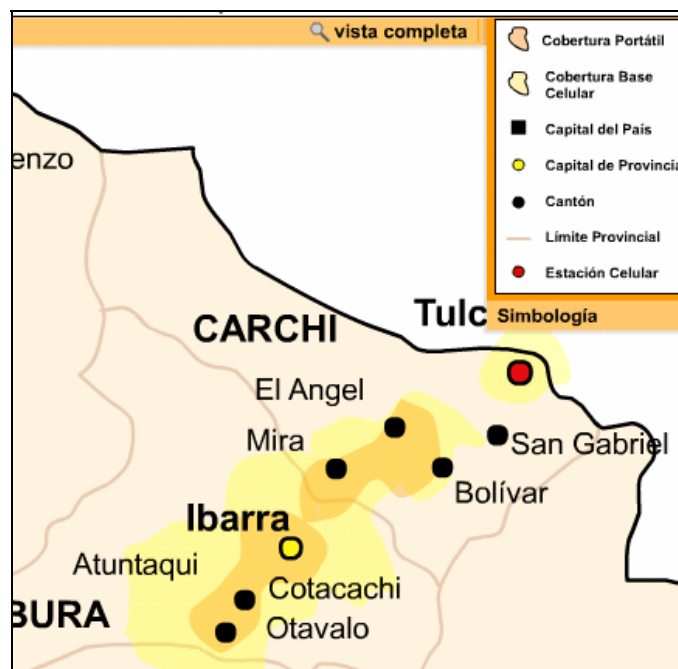 vista completa
Cobertura Portátil
Cobertura Base
Celular
Capital del País
Capital de Provincia
Cantón
Límite Provincial
Estación Celular
Simbología
enzo
CARCHI
Tulc
El Angel
Mira
San Gabriel
Bolívar
Ibarra
Atuntaqui
Cotacachi
BURA
Otavalo